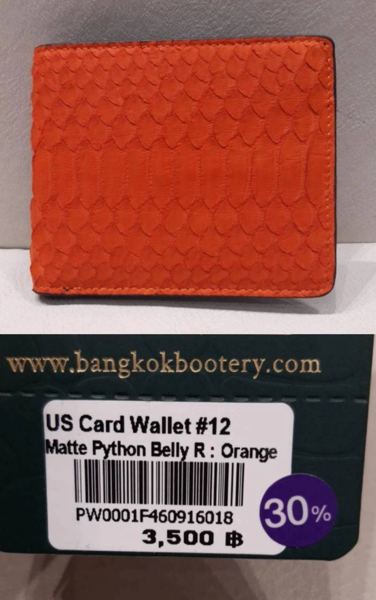 www.bangkokbootery.com
US Card Wallet #12
Matte Python Belly R : Orange
PW0001F460916018
30%
3,500 ฿